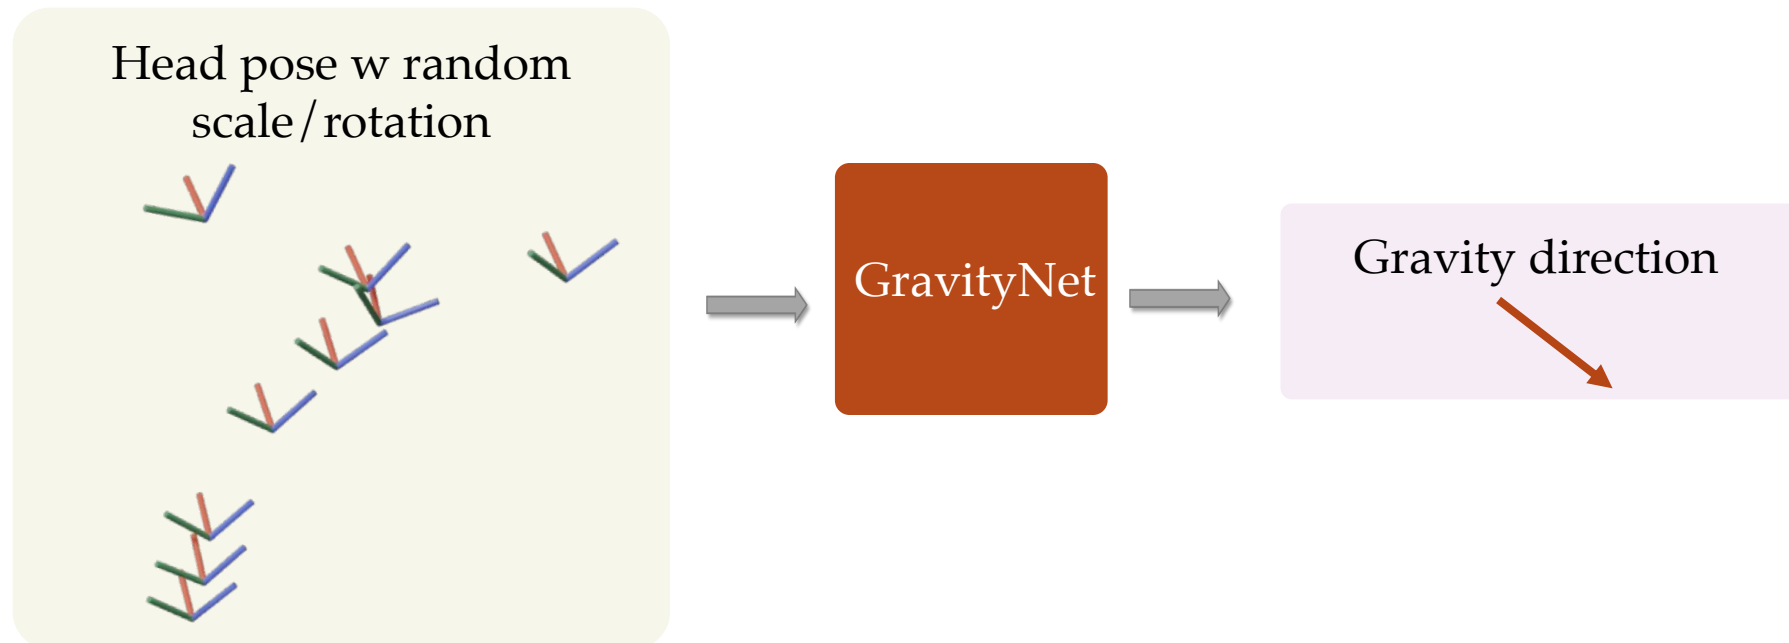 Head pose w random
scale/rotation
GravityNet
Gravity direction